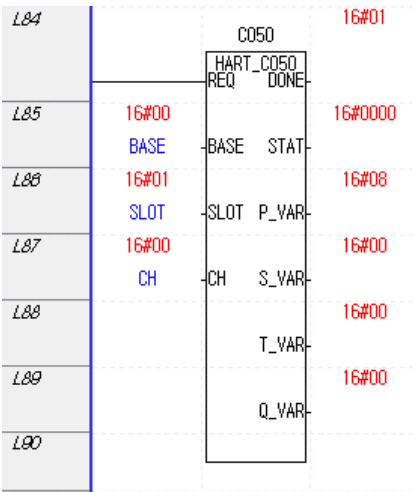 L84 C050 16#01
HART_C050
REQ DONE
L85 16#00 16#0000
BASE BASE STAT
L86 16#01 16#08
SLOT SLOT P_VAR
L87 16#00 16#00
CH CH S_VAR
L88 16#00
T_VAR
L89 16#00
Q_VAR
L90